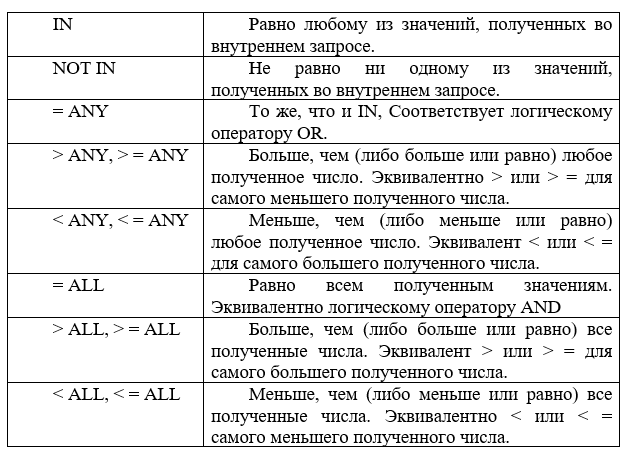 IN
Равно любому из значений, полученных во
внутреннем запросе.
NOT IN
Не равно ни одному из значений,
полученных во внутреннем запросе.
= ANY
То же, что и IN, Соответствует логическому
оператору OR.
> ANY, > = ANY
Больше, чем (либо больше или равно) любое
полученное число. Эквивалентно > или > = для
самого меньшего полученного числа.
< ANY, < = ANY
Меньше, чем (либо меньше или равно)
любое полученное число. Эквивалент < или < =
для самого большего полученного числа.
= ALL
Равно всем полученным значениям.
Эквивалентно логическому оператору AND
> ALL, > = ALL
Больше, чем (либо больше или равно) все
полученные числа. Эквивалент > или > = для
самого большего полученного числа.
< ALL, < = ALL
Меньше, чем (либо меньше или равно) все
полученные числа. Эквивалентно < или < =
самого меньшего полученного числа.